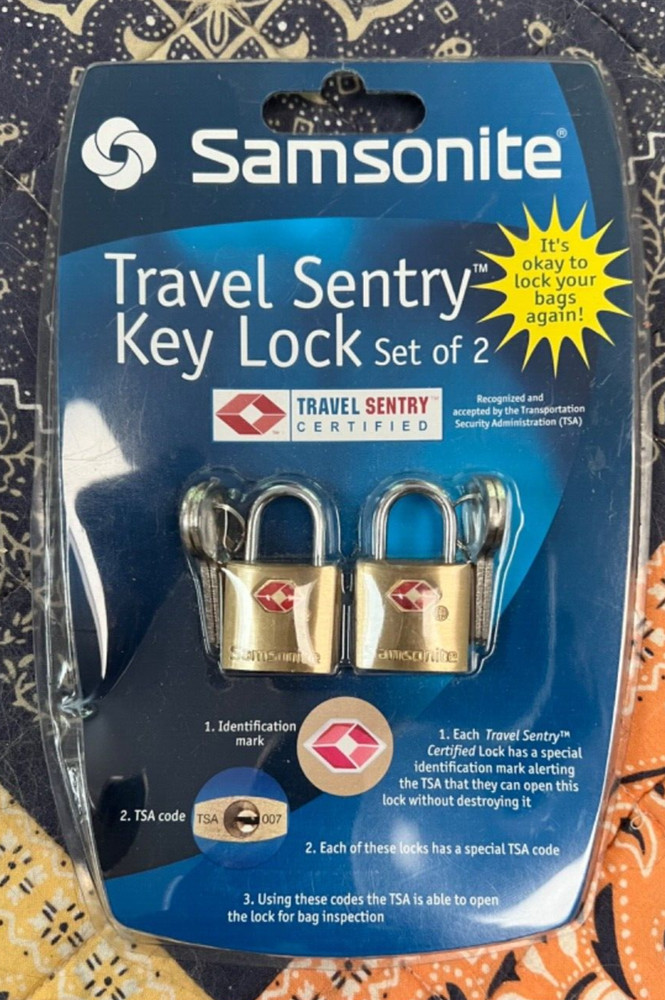 Samsonite®
It's
okay to
lock your
bags
again!
Travel Sentry™
Key Lock Set of 2
TRAVEL SENTRY™
CERTIFIED
Recognized and
accepted by the Transportation
Security Administration (TSA)
Samsonite
Samsonite
1. Identification
mark
1. Each Travel Sentry™
Certified Lock has a special
identification mark alerting
the TSA that they can open this
lock without destroying it
2. TSA code
TSA 007
2. Each of these locks has a special TSA code
3. Using these codes the TSA is able to open
the lock for bag inspection